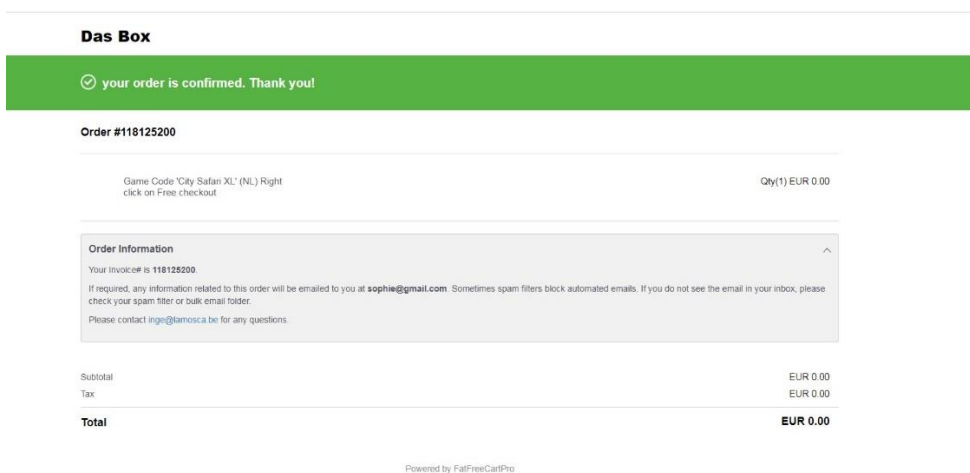 Das Box
your order is confirmed. Thank you!
Order #118125200
Game Code 'City Safari XL' (NL) Right
click on Free checkout
Qty(1) EUR 0.00
Order Information
Your Invoice# is 118125200.
If required, any information related to this order will be emailed to you at sophie@gmail.com. Sometimes spam filters block automated emails. If you do not see the email in your inbox, please
check your spam filter or bulk email folder.
Please contact inge@lamosca.be for any questions.
Subtotal EUR 0.00
Tax EUR 0.00
Total EUR 0.00
Powered by FatFreeCartPro